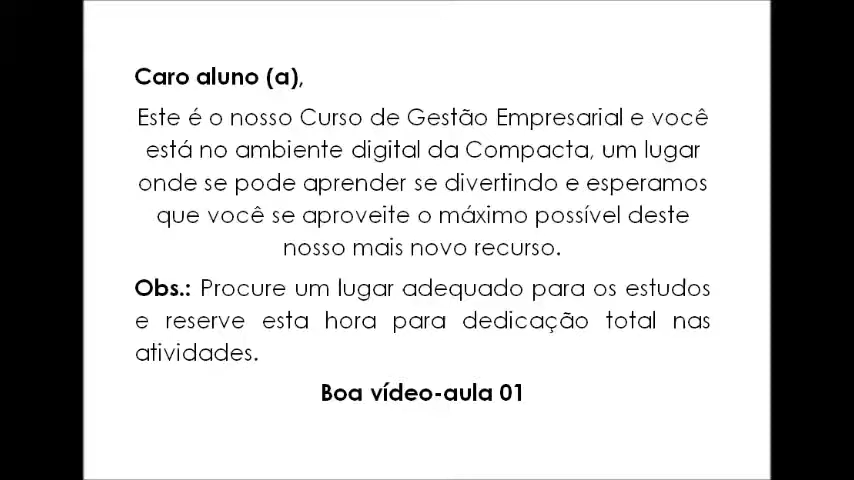 Caro aluno (a),
Este é o nosso Curso de Gestão Empresarial e você
está no ambiente digital da Compacta, um lugar
onde se pode aprender se divertindo e esperamos
que você se aproveite o máximo possível deste
nosso mais novo recurso.
Obs.: Procure um lugar adequado para os estudos
e reserve esta hora para dedicação total nas
atividades.
Boa vídeo-aula 01